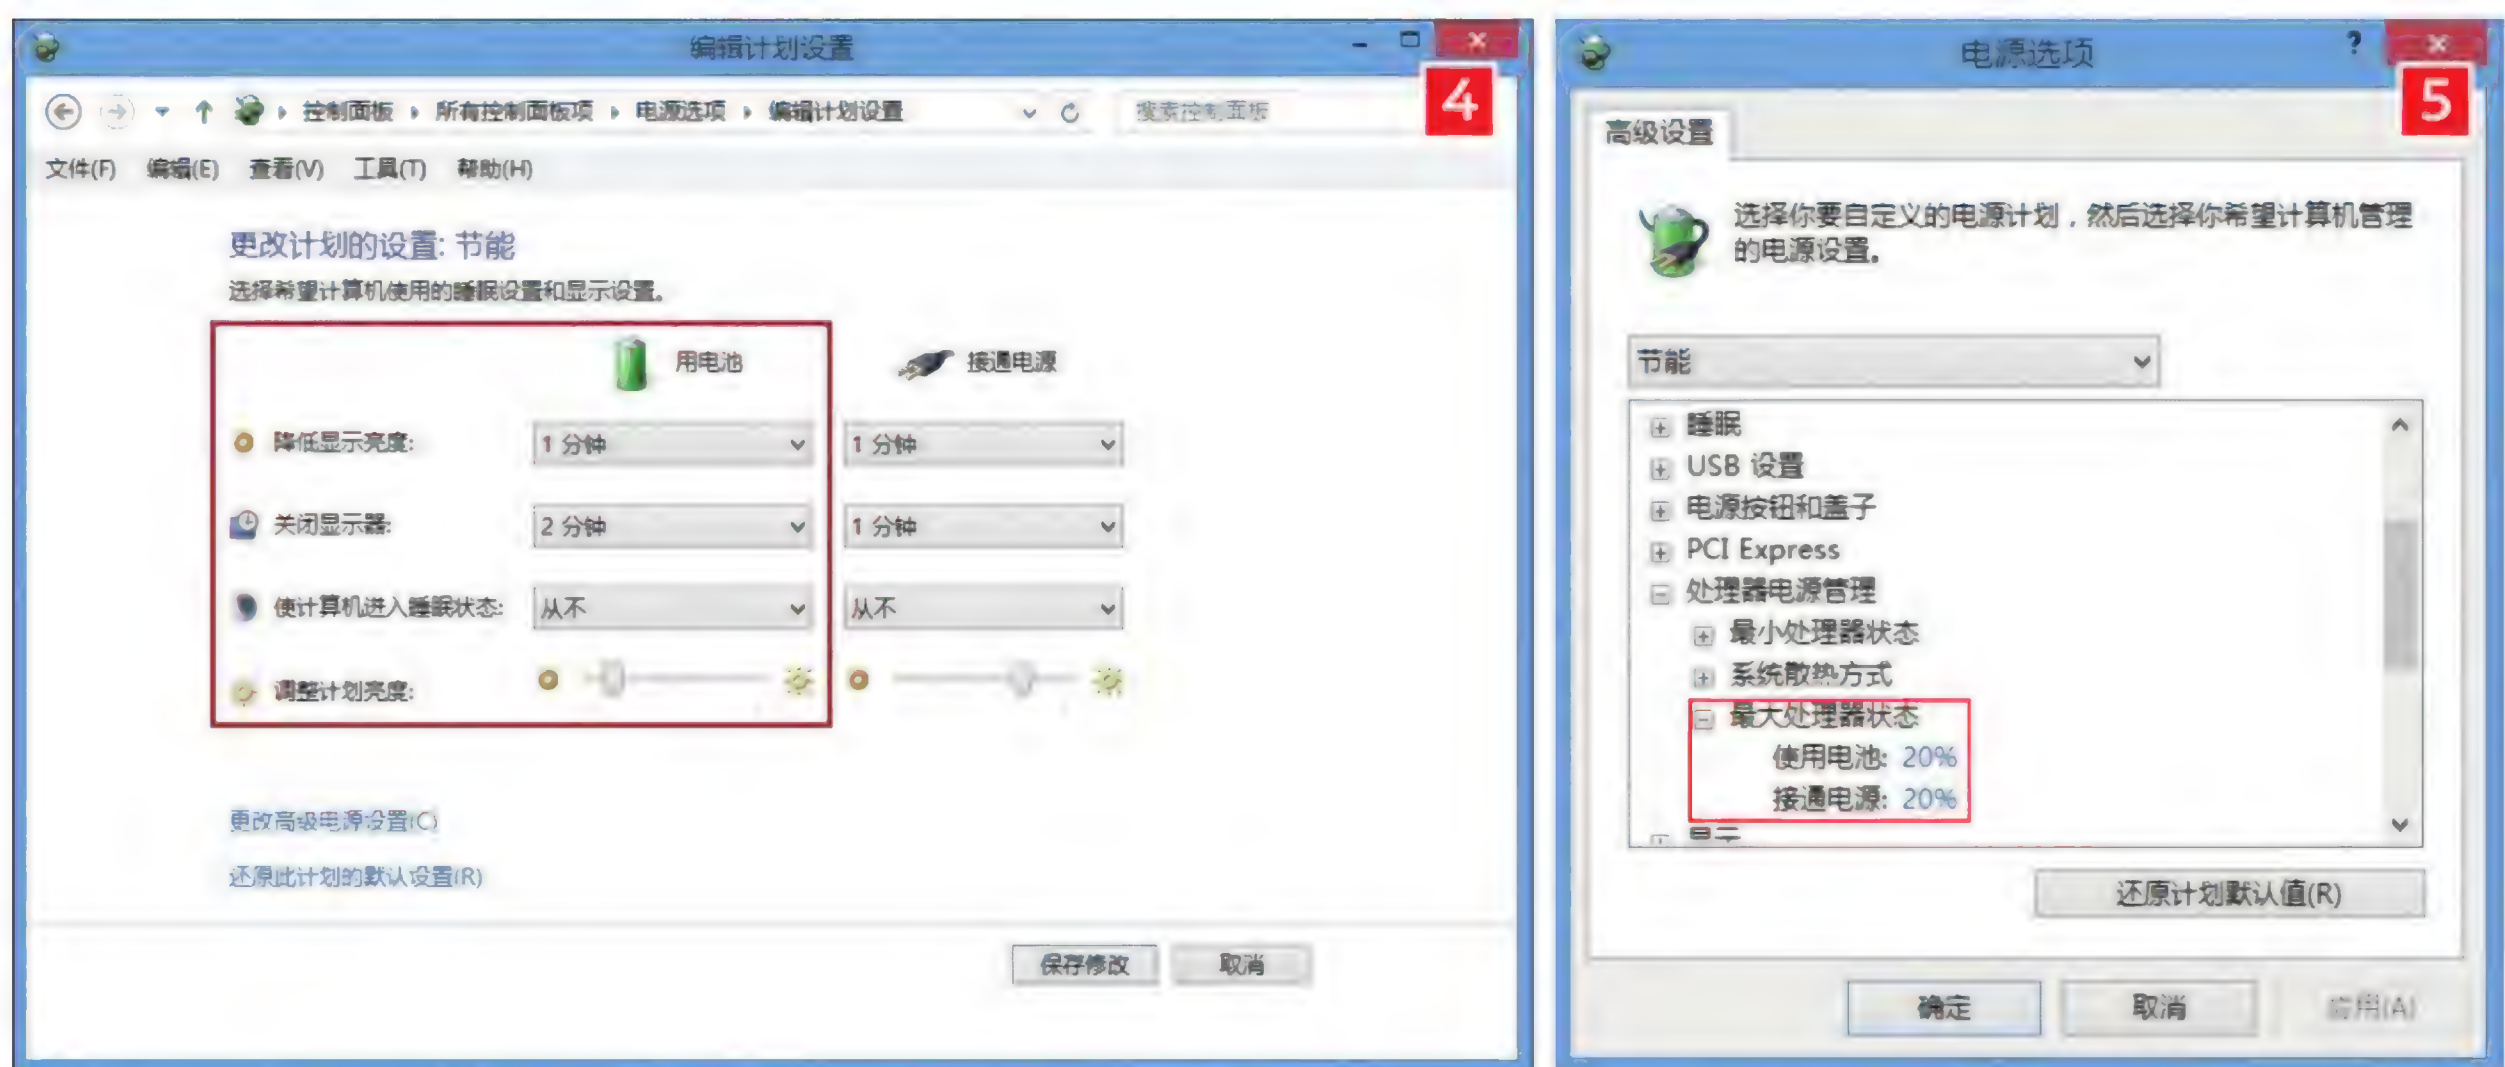 编辑计划设置
4
控制面板 所有控制面板项 电源选项 编辑计划设置 搜索控制面板
文件(F) 编辑(E) 查看(V) 工具(T) 帮助(H)
更改计划的设置: 节能
选择希望计算机使用的睡眠设置和显示设置。
用电池 接通电源
降低显示亮度: 1 分钟 1 分钟
关闭显示器: 2 分钟 1 分钟
使计算机进入睡眠状态: 从不 从不
调整计划亮度:
更改高级电源设置(C)
还原此计划的默认设置(R)
保存修改 取消
电源选项 ?
5
高级设置
选择你要自定义的电源计划，然后选择你希望计算机管理
的电源设置。
节能
睡眠
USB 设置
电源按钮和盖子
PCI Express
处理器电源管理
最小处理器状态
系统散热方式
最大处理器状态
使用电池: 20%
接通电源: 20%
显示
还原计划默认值(R)
确定 取消 应用(A)